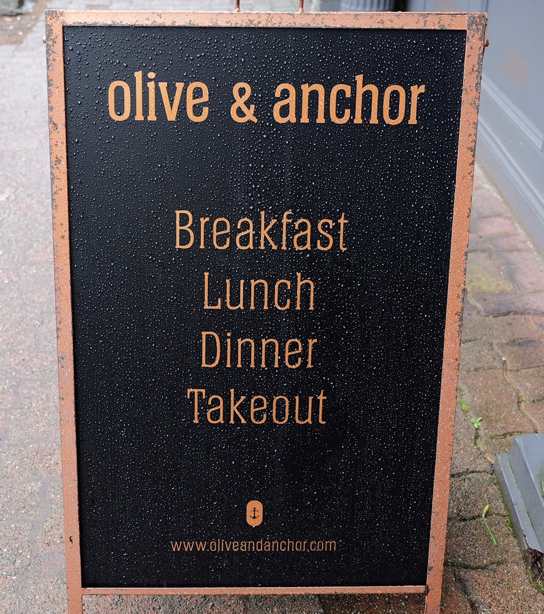 olive & anchor
Breakfast
Lunch
Dinner
Takeout
www.oliveandanchor.com